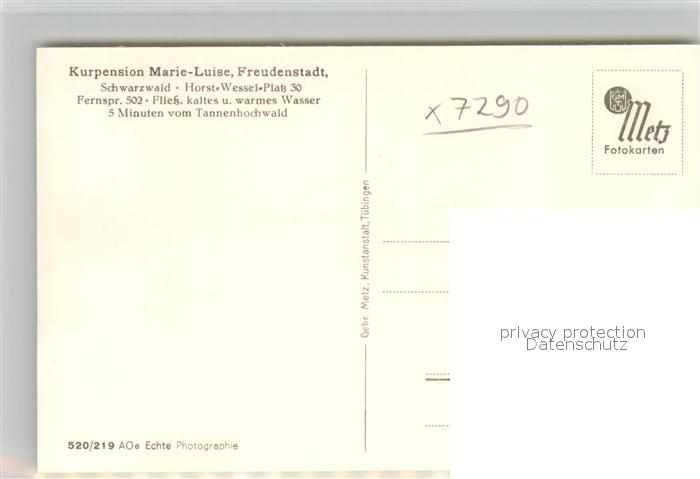 Kurpension Marie-Luise, Freudenstadt,
Schwarzwald · Horst-Wessel-Platz 30
Fernspr. 502 · Fließ. kaltes u. warmes Wasser
5 Minuten vom Tannenhochwald
x 7290
GMT
Metz
Fotokarten
Gebr. Metz, Kunstanstalt, Tübingen
privacy protection
Datenschutz
520/219 AOe Echte Photographie